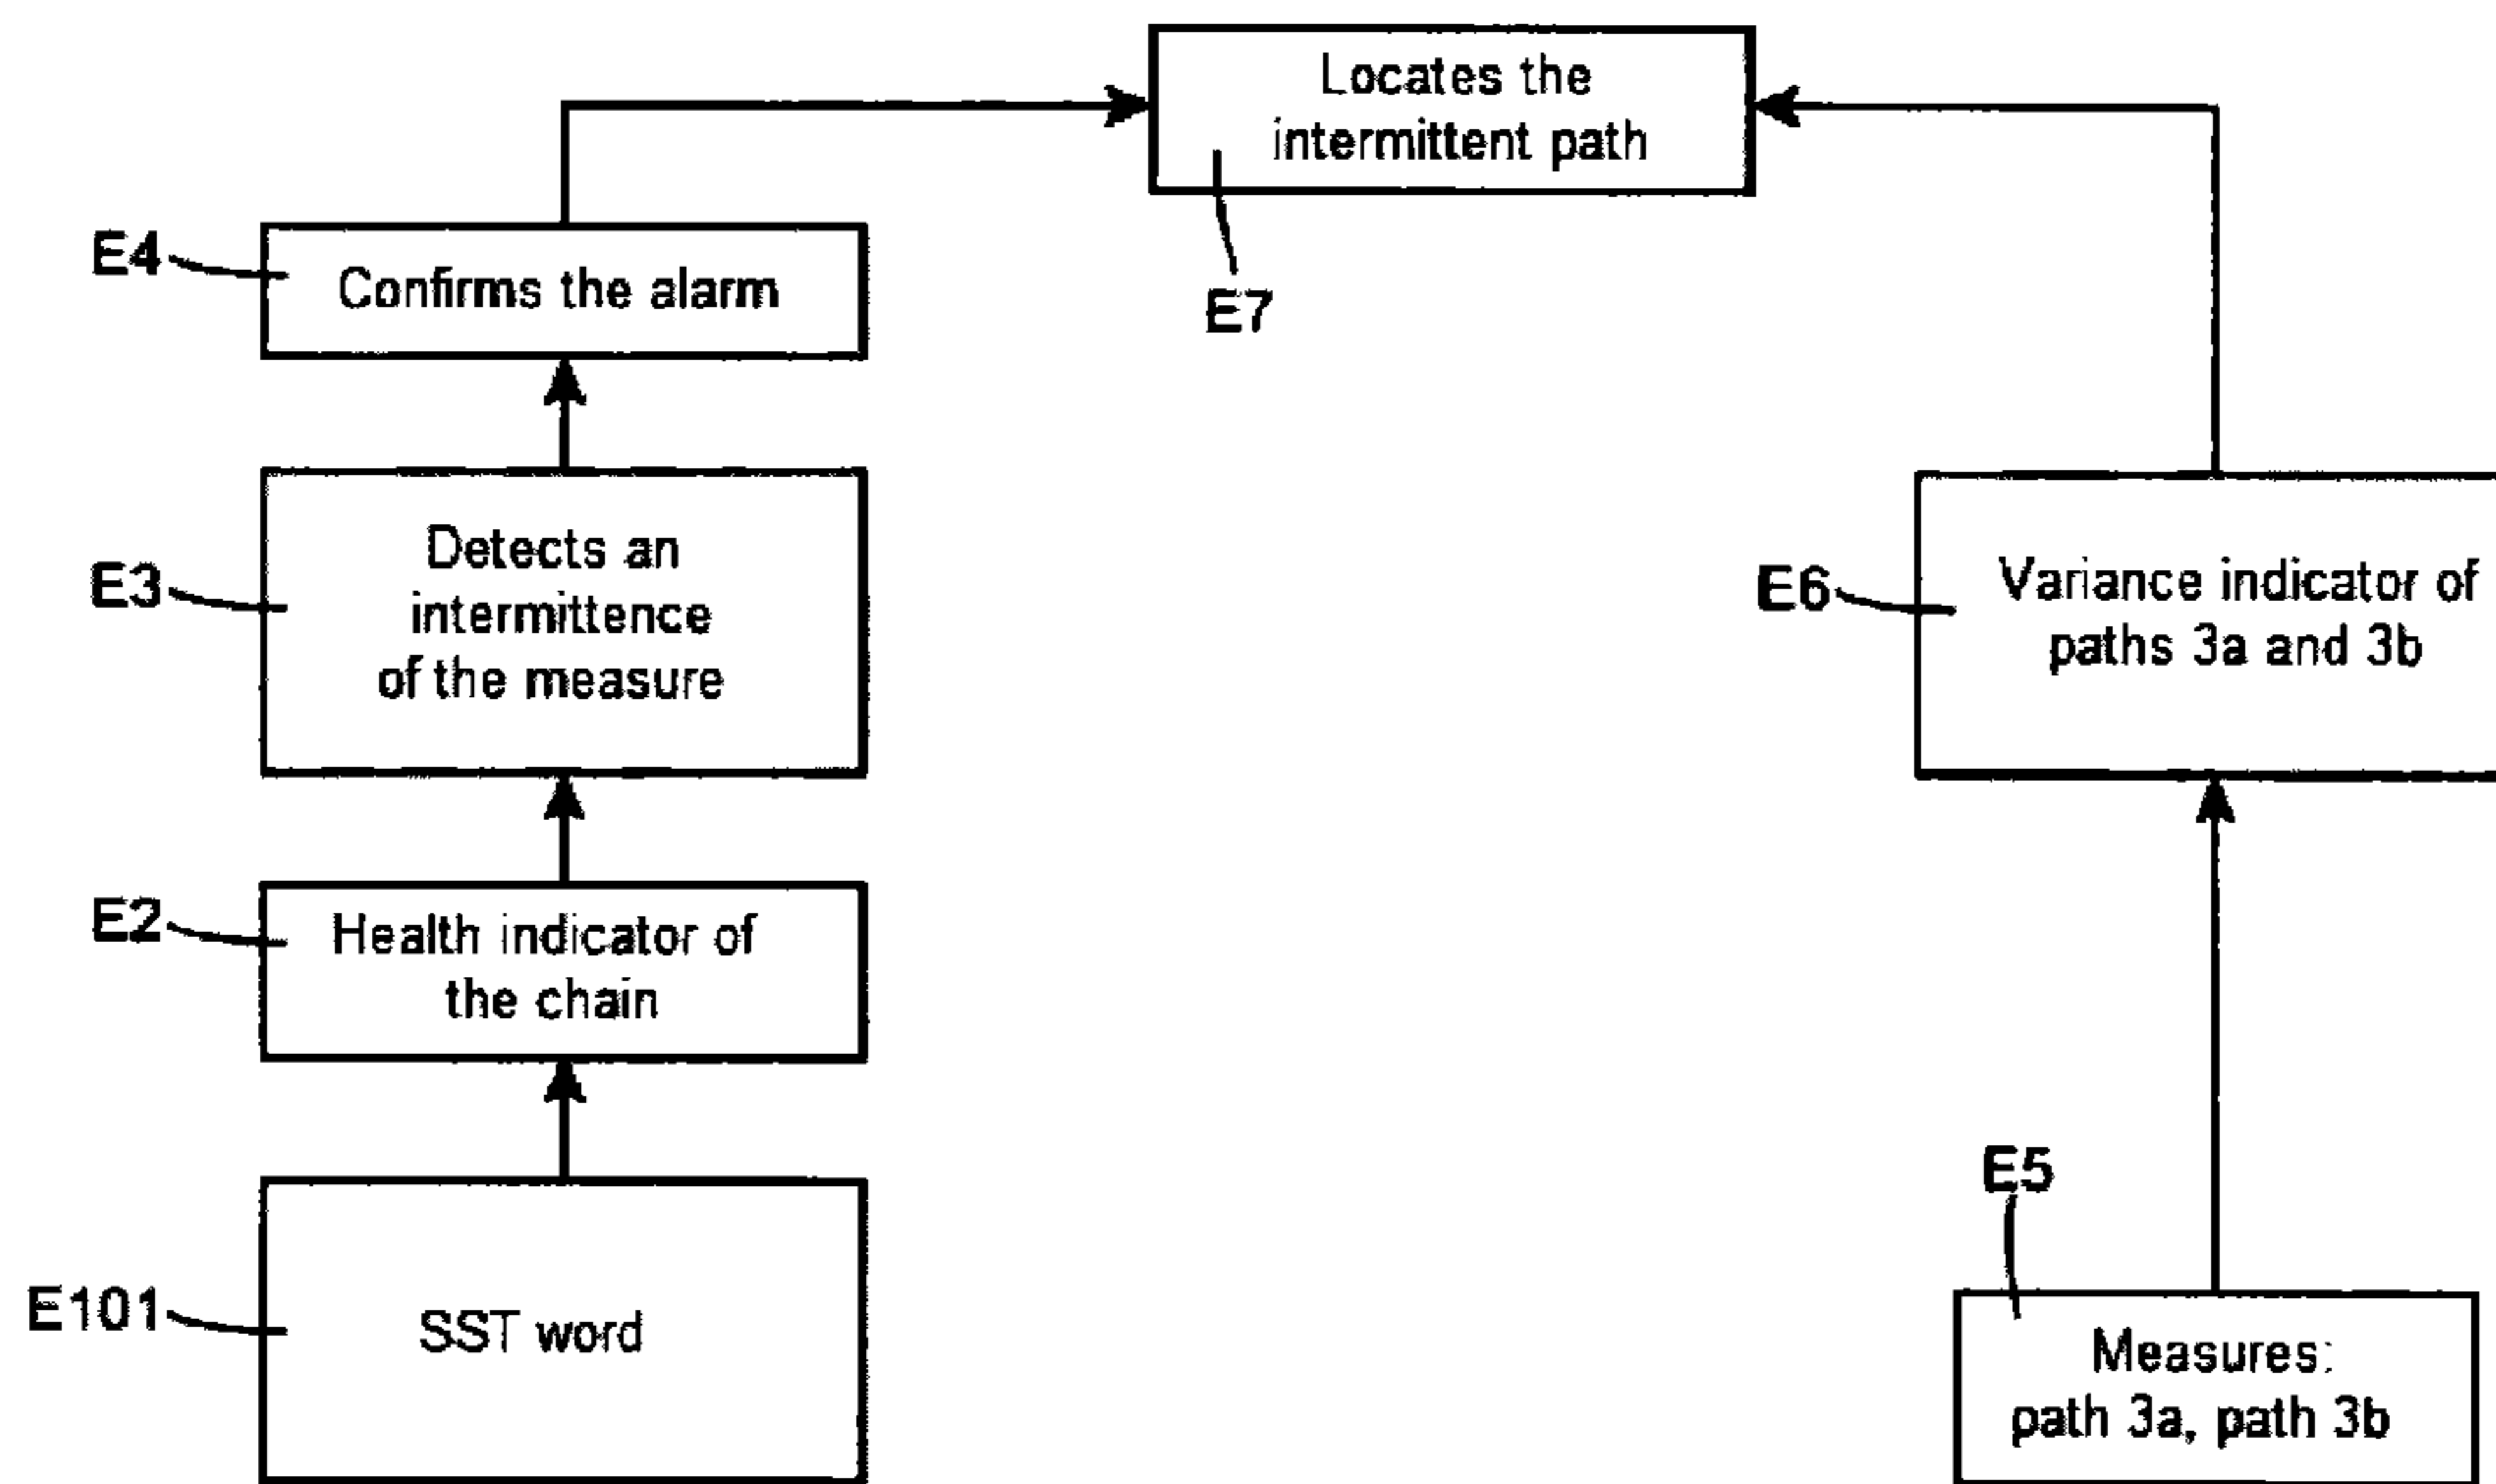 Locates the
intermittent path
E7
E4
Confirms the alarm
E3
Detects an
intermittence
of the measure
E6
Variance indicator of
paths 3a and 3b
E2
Health indicator of
the chain
E101
SST word
E5
Measures:
path 3a, path 3b